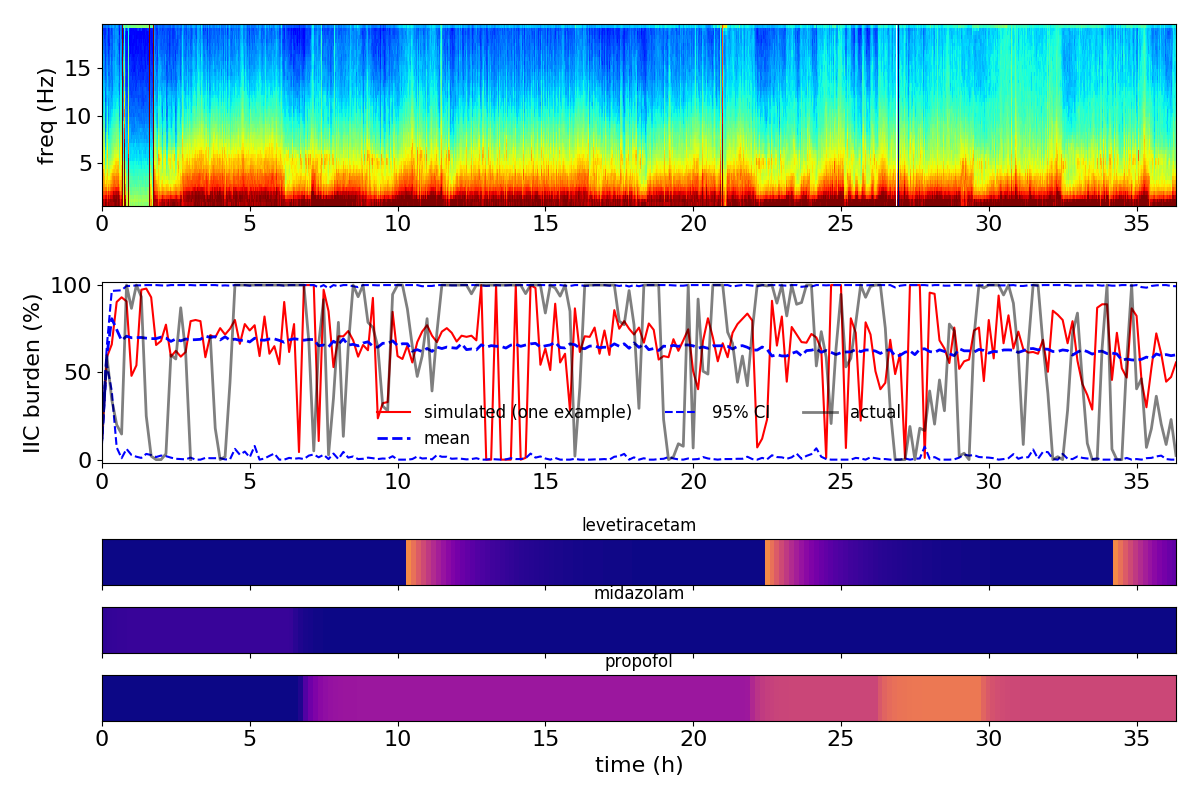 freq (Hz)
15
10
5
0 5 10 15 20 25 30 35
IIC burden (%)
100
50
0
simulated (one example) 95% CI actual
mean
0 5 10 15 20 25 30 35
levetiracetam
midazolam
propofol
0 5 10 15 20 25 30 35
time (h)